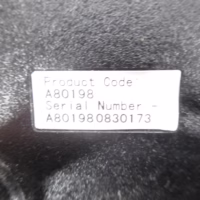 Product Code
A80198
Serial Number -
A801980830173